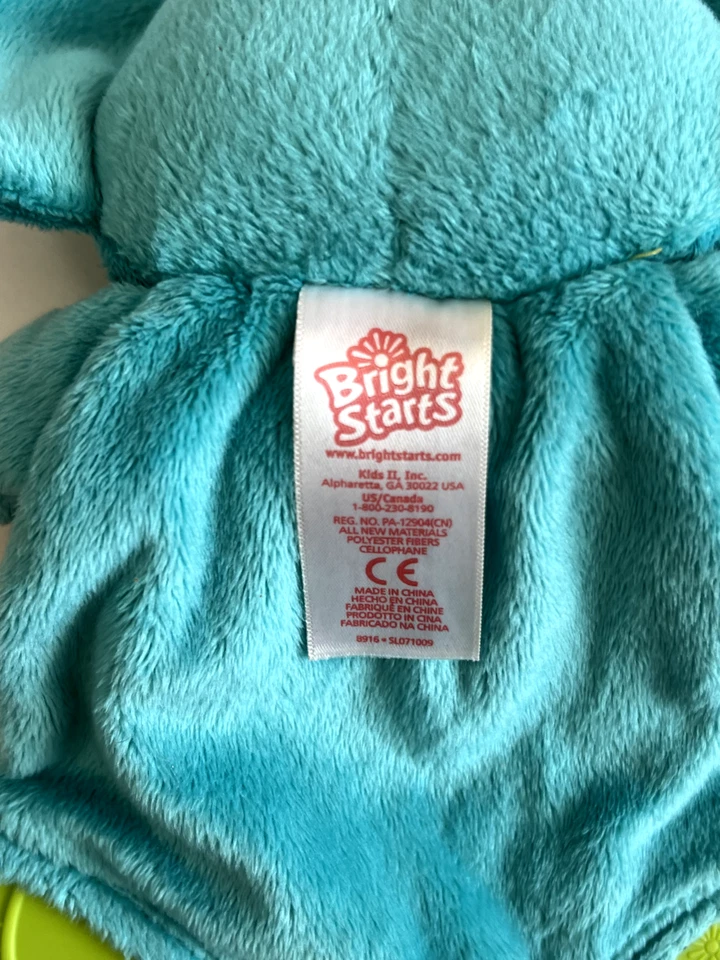 Bright
Starts
www.brightstarts.com
Kids II, Inc.
Alpharetta, GA 30022 USA
US/Canada
1-800-230-8190
REG. NO. PA-12904(CN)
ALL NEW MATERIALS
POLYESTER FIBERS
CELLOPHANE
CE
MADE IN CHINA
HECHO EN CHINA
FABRIQUÉ EN CHINE
PRODOTTO IN CINA
FABRICADO NA CHINA
8916 • SL071009